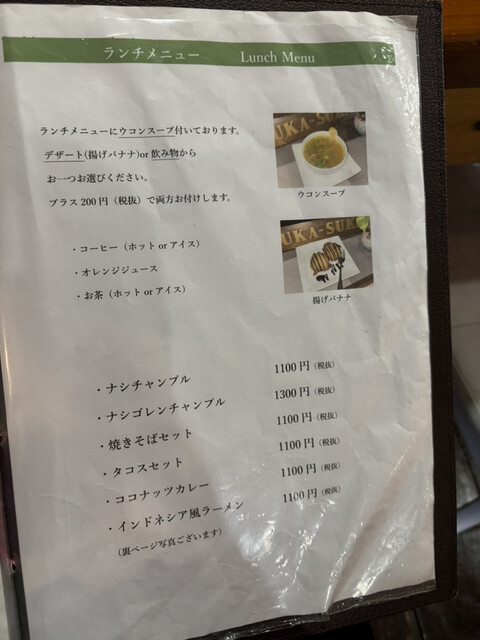 ランチメニュー Lunch Menu
ランチメニューにウコンスープ付いております。
デザート(揚げバナナ)or 飲み物から
お一つお選びください。
プラス 200 円（税抜）で両方お付けします。
UKA-SU
ウコンスープ
・コーヒー（ホット or アイス）
・オレンジジュース
・お茶（ホット or アイス）
UKA-SUK
揚げバナナ
・ナシチャンプル 1100 円（税抜）
・ナシゴレンチャンプル 1300 円（税抜）
・焼きそばセット 1100 円（税抜）
・タコスセット 1100 円（税抜）
・ココナッツカレー 1100 円（税抜）
・インドネシア風ラーメン 1100 円（税抜）
（裏ページ写真ございます）